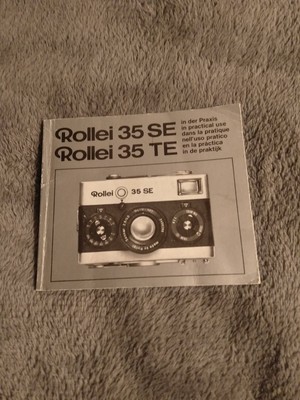 Rollei 35 SE
Rollei 35 TE
in der Praxis
in practical use
dans la pratique
nell'uso pratico
en la práctica
in de praktijk
Rollei 35 SE